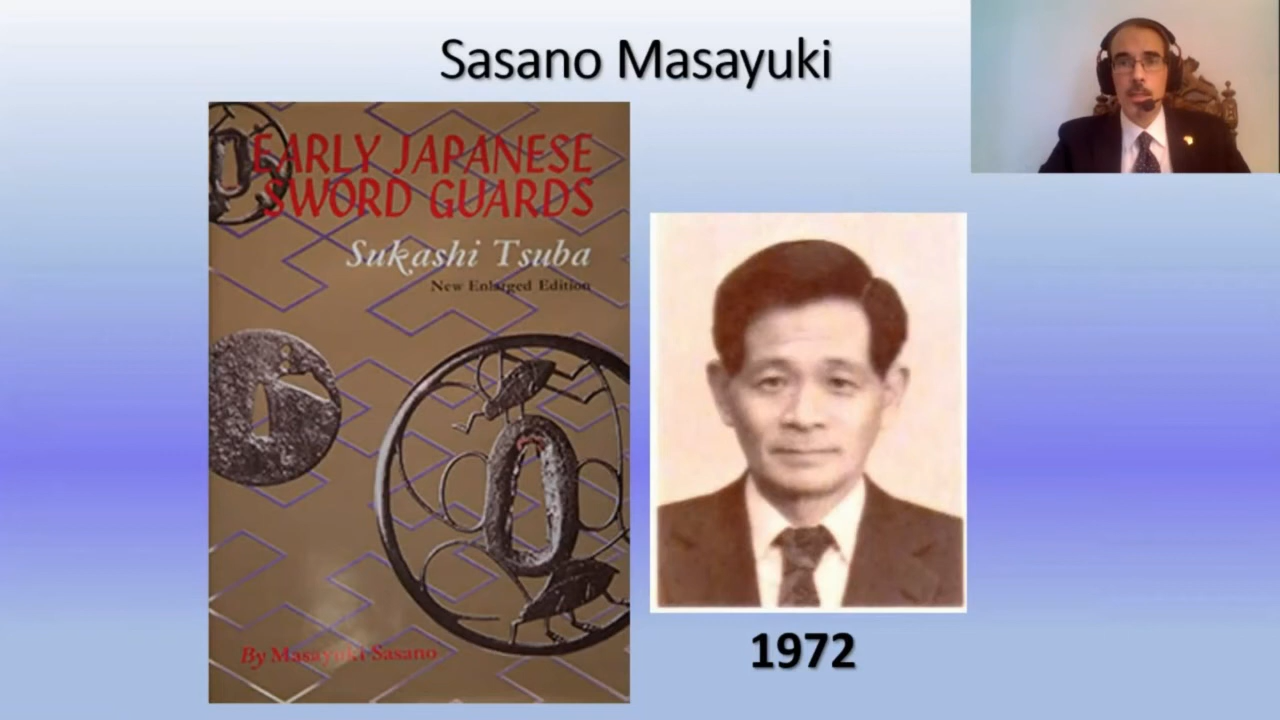 Sasano Masayuki
EARLY JAPANESE
SWORD GUARDS
Sukashi Tsuba
New Enlarged Edition
By Masayuki Sasano
1972